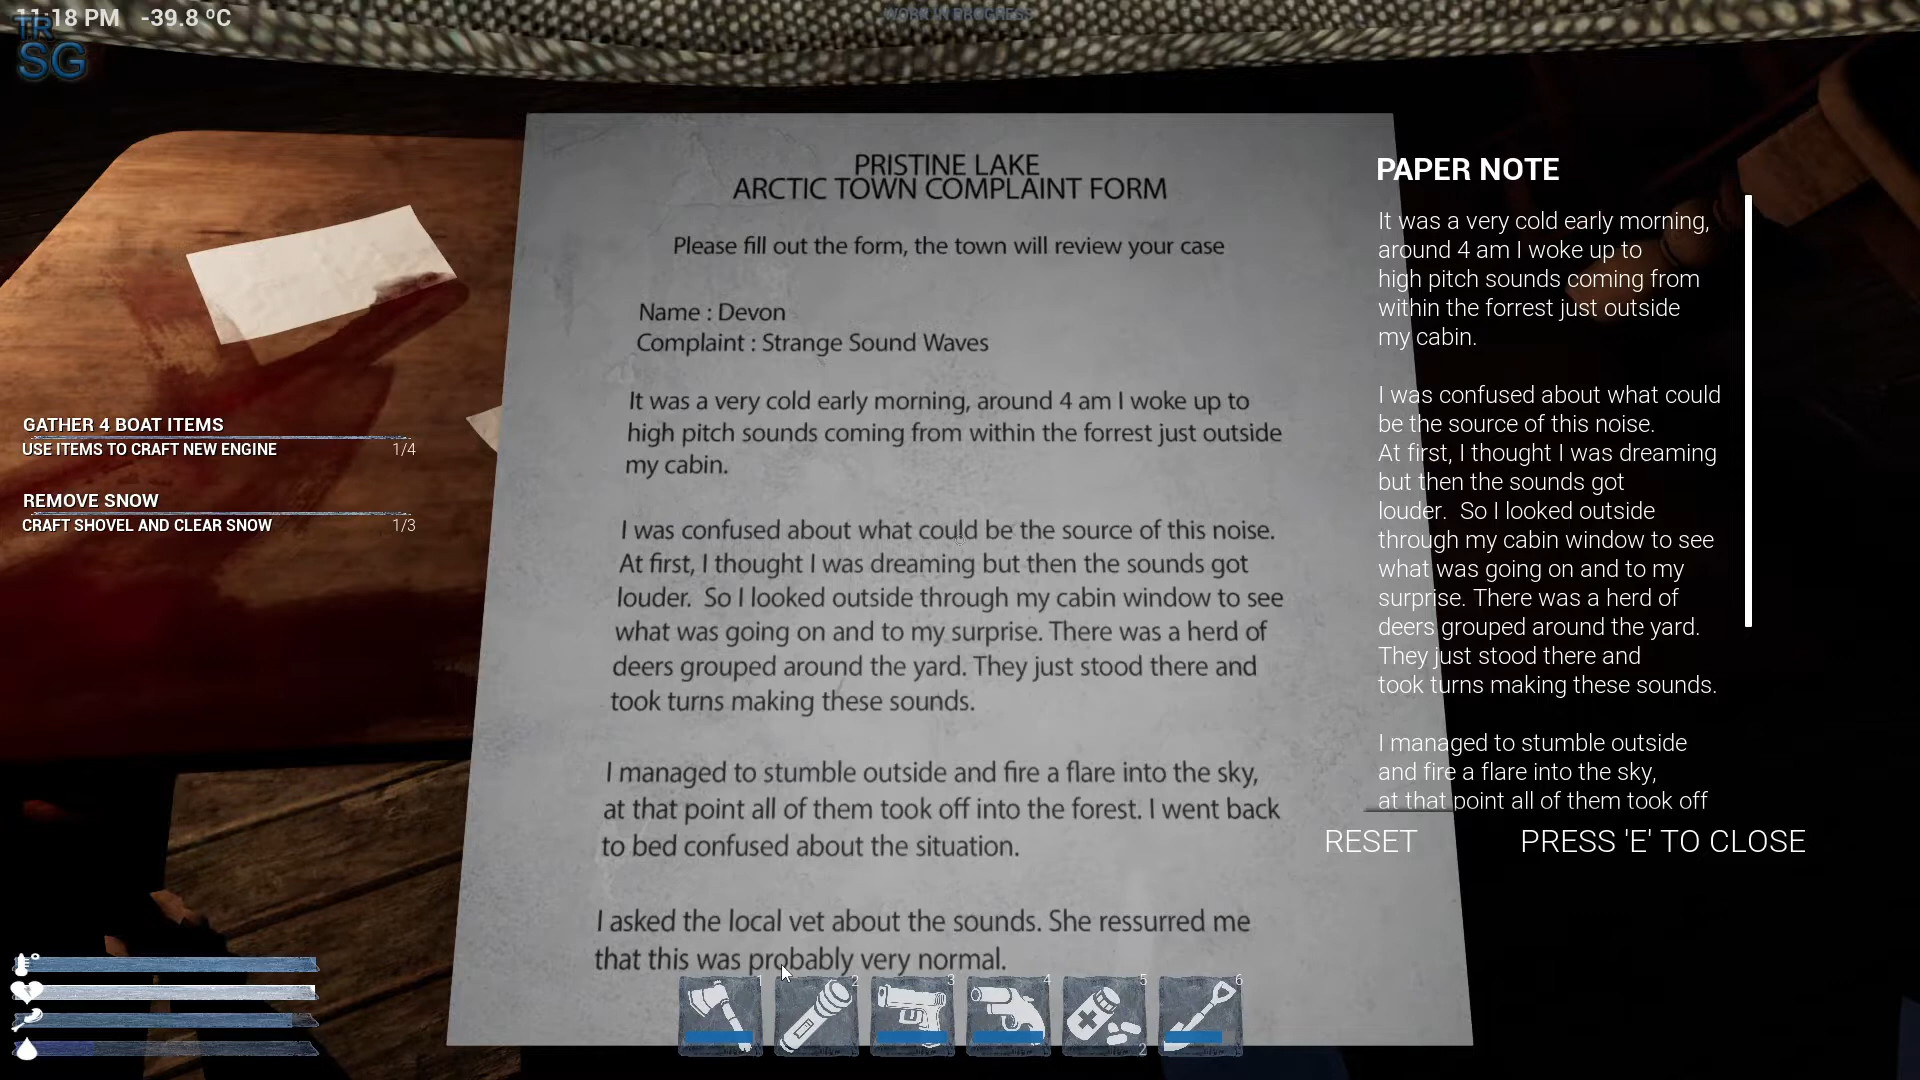 11:18 PM -39.8 ºC
TR
SG
WORK IN PROGRESS
GATHER 4 BOAT ITEMS
USE ITEMS TO CRAFT NEW ENGINE 1/4
REMOVE SNOW
CRAFT SHOVEL AND CLEAR SNOW 1/3
PRISTINE LAKE
ARCTIC TOWN COMPLAINT FORM
Please fill out the form, the town will review your case
Name : Devon
Complaint : Strange Sound Waves
It was a very cold early morning, around 4 am I woke up to
high pitch sounds coming from within the forrest just outside
my cabin.
I was confused about what could be the source of this noise.
At first, I thought I was dreaming but then the sounds got
louder.  So I looked outside through my cabin window to see
what was going on and to my surprise. There was a herd of
deers grouped around the yard. They just stood there and
took turns making these sounds.
I managed to stumble outside and fire a flare into the sky,
at that point all of them took off into the forest. I went back
to bed confused about the situation.
I asked the local vet about the sounds. She ressurred me
that this was probably very normal.
PAPER NOTE
It was a very cold early morning,
around 4 am I woke up to
high pitch sounds coming from
within the forrest just outside
my cabin.
I was confused about what could
be the source of this noise.
At first, I thought I was dreaming
but then the sounds got
louder.  So I looked outside
through my cabin window to see
what was going on and to my
surprise. There was a herd of
deers grouped around the yard.
They just stood there and
took turns making these sounds.
I managed to stumble outside
and fire a flare into the sky,
at that point all of them took off
RESET PRESS 'E' TO CLOSE
1 2 3 4 5 6
2